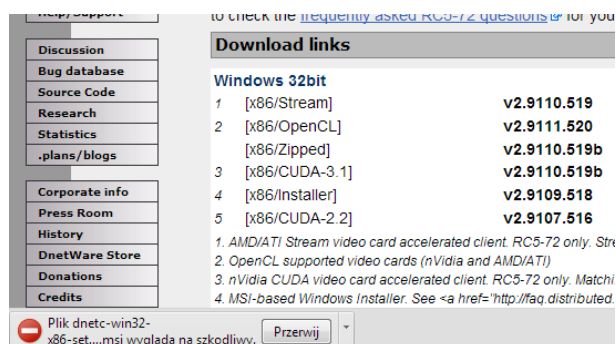 Help/Support
to check the frequently asked RC5-72 questions for you
Discussion
Bug database
Source Code
Research
Statistics
.plans/blogs
Corporate info
Press Room
History
DnetWare Store
Donations
Credits
Download links
Windows 32bit
1 [x86/Stream] v2.9110.519
2 [x86/OpenCL] v2.9111.520
[x86/Zipped] v2.9110.519b
3 [x86/CUDA-3.1] v2.9110.519b
4 [x86/Installer] v2.9109.518
5 [x86/CUDA-2.2] v2.9107.516
1. AMD/ATI Stream video card accelerated client. RC5-72 only. Stre
2. OpenCL supported video cards (nVidia and AMD/ATI)
3. nVidia CUDA video card accelerated client. RC5-72 only. Matchi
4. MSI-based Windows Installer. See <a href="http://faq.distributed.
Plik dnetc-win32-
x86-set....msi wygląda na szkodliwy.
Przerwij